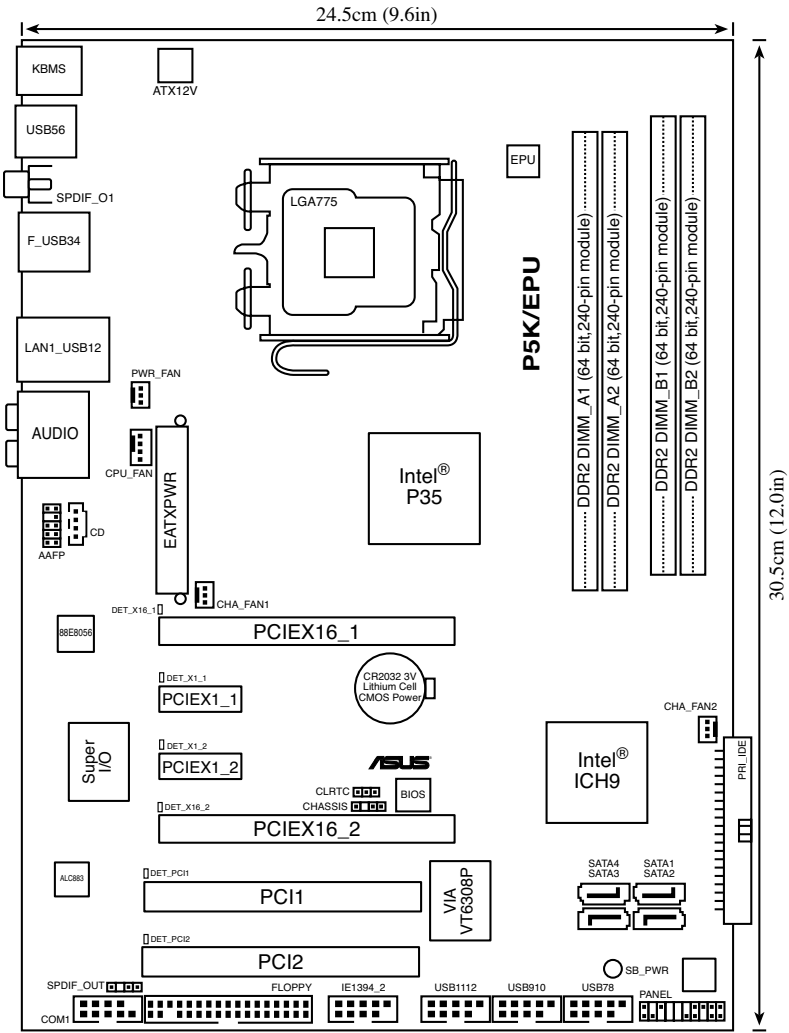 24.5cm (9.6in)
KBMS
ATX12V
USB56
EPU
SPDIF_O1
LGA775
F_USB34
P5K/EPU
DDR2 DIMM_A1 (64 bit,240-pin module)
DDR2 DIMM_A2 (64 bit,240-pin module)
DDR2 DIMM_B1 (64 bit,240-pin module)
DDR2 DIMM_B2 (64 bit,240-pin module)
LAN1_USB12
PWR_FAN
AUDIO
CPU_FAN
EATXPWR
Intel®
P35
30.5cm (12.0in)
CD
AAFP
CHA_FAN1
DET_X16_1
88E8056
PCIEX16_1
DET_X1_1
PCIEX1_1
CR2032 3V
Lithium Cell
CMOS Power
CHA_FAN2
Super
I/O
DET_X1_2
PCIEX1_2
ASUS
Intel®
ICH9
PRI_IDE
CLRTC
BIOS
CHASSIS
DET_X16_2
PCIEX16_2
ALC883
DET_PCI1
PCI1
VIA
VT6308P
SATA4
SATA3
SATA1
SATA2
DET_PCI2
PCI2
SB_PWR
SPDIF_OUT
FLOPPY
IE1394_2
USB1112
USB910
USB78
PANEL
COM1